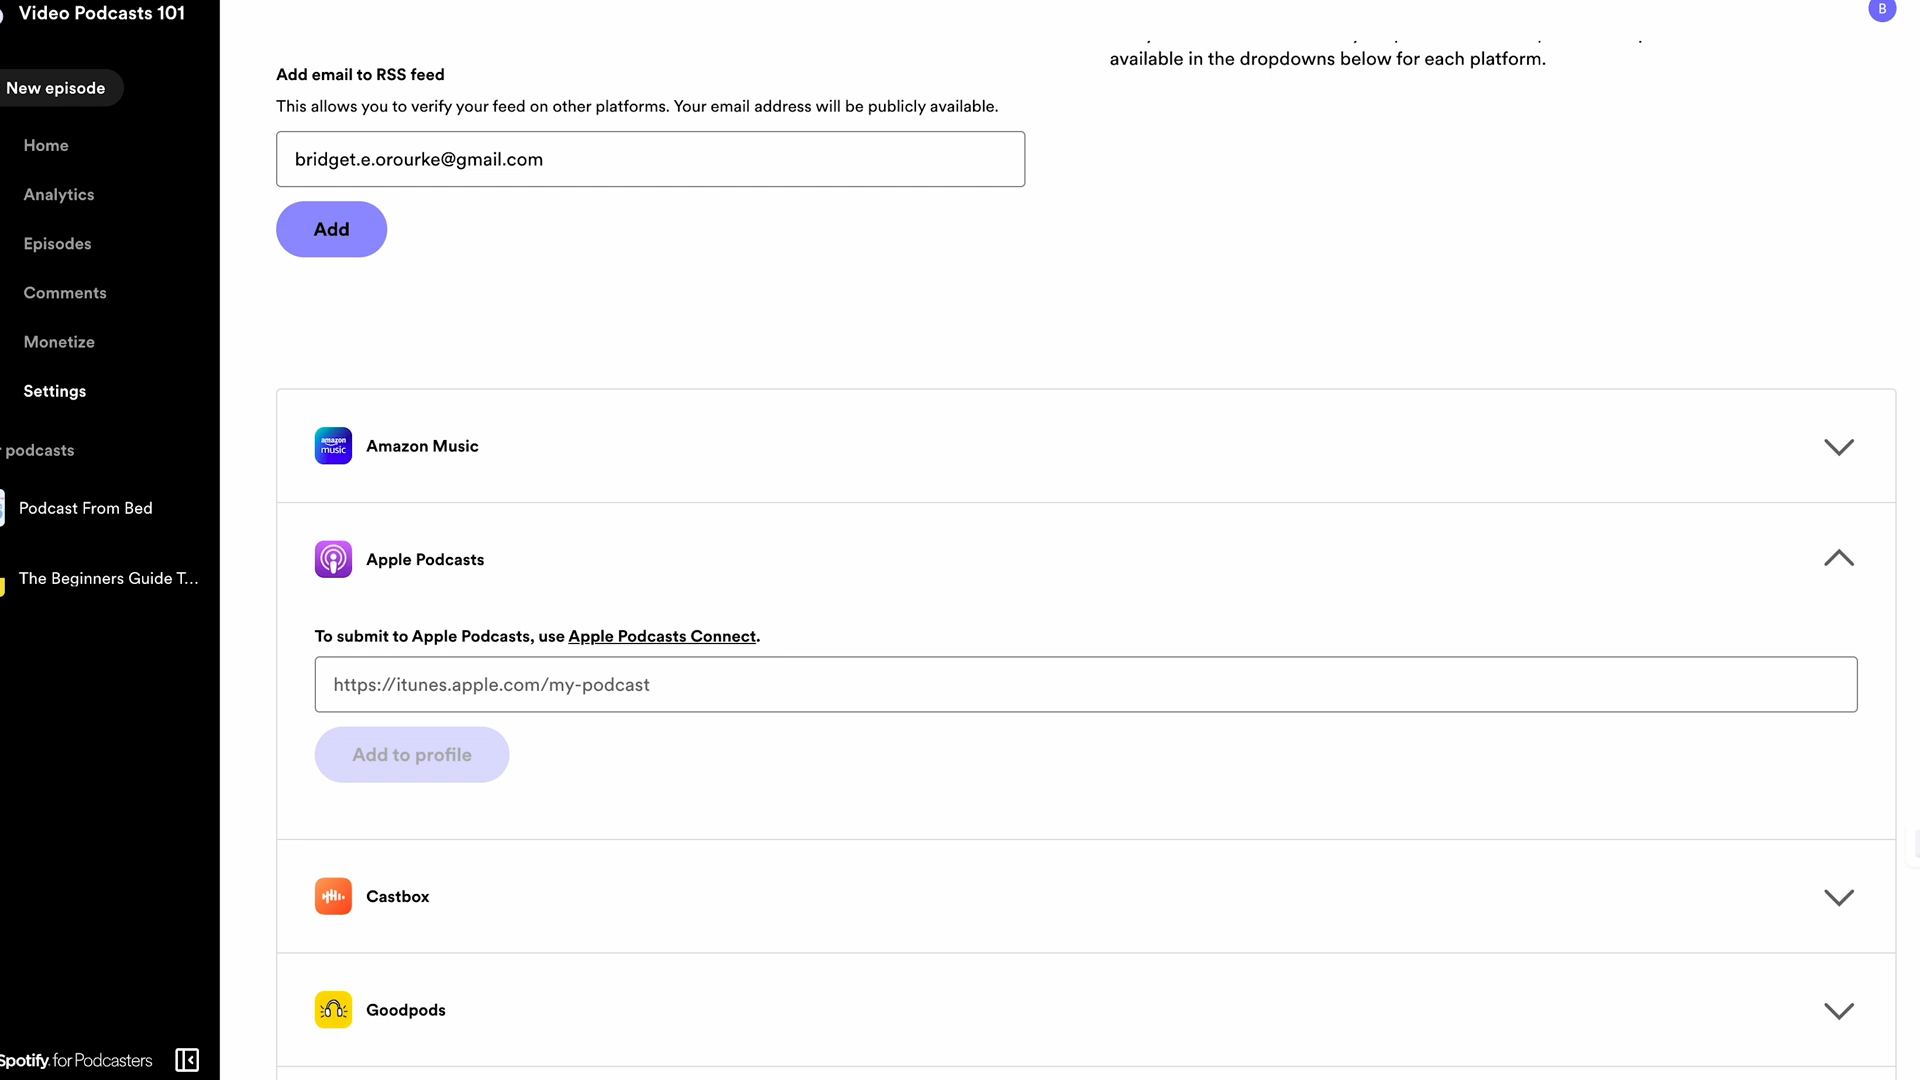 Video Podcasts 101
New episode
Home
Analytics
Episodes
Comments
Monetize
Settings
podcasts
Podcast From Bed
The Beginners Guide T...
Spotify for Podcasters
B
available in the dropdowns below for each platform.
Add email to RSS feed
This allows you to verify your feed on other platforms. Your email address will be publicly available.
bridget.e.orourke@gmail.com
Add
amazon
music
Amazon Music
Apple Podcasts
To submit to Apple Podcasts, use Apple Podcasts Connect.
https://itunes.apple.com/my-podcast
Add to profile
Castbox
Goodpods